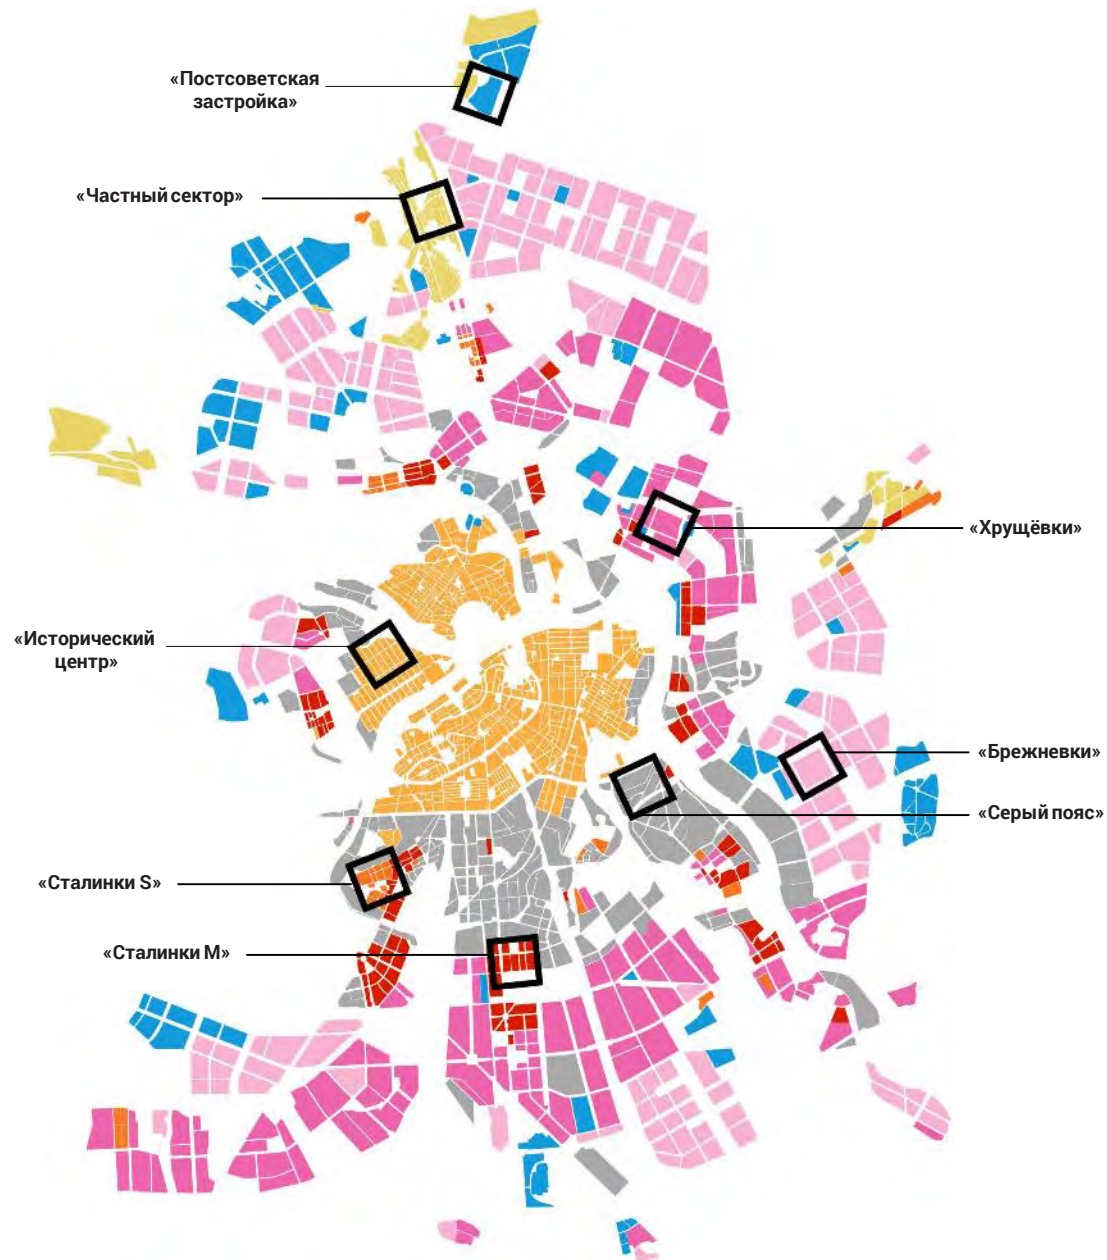 «Постсоветская
застройка»
«Частный сектор»
«Хрущёвки»
«Исторический
центр»
«Брежневки»
«Серый пояс»
«Сталинки S»
«Сталинки M»